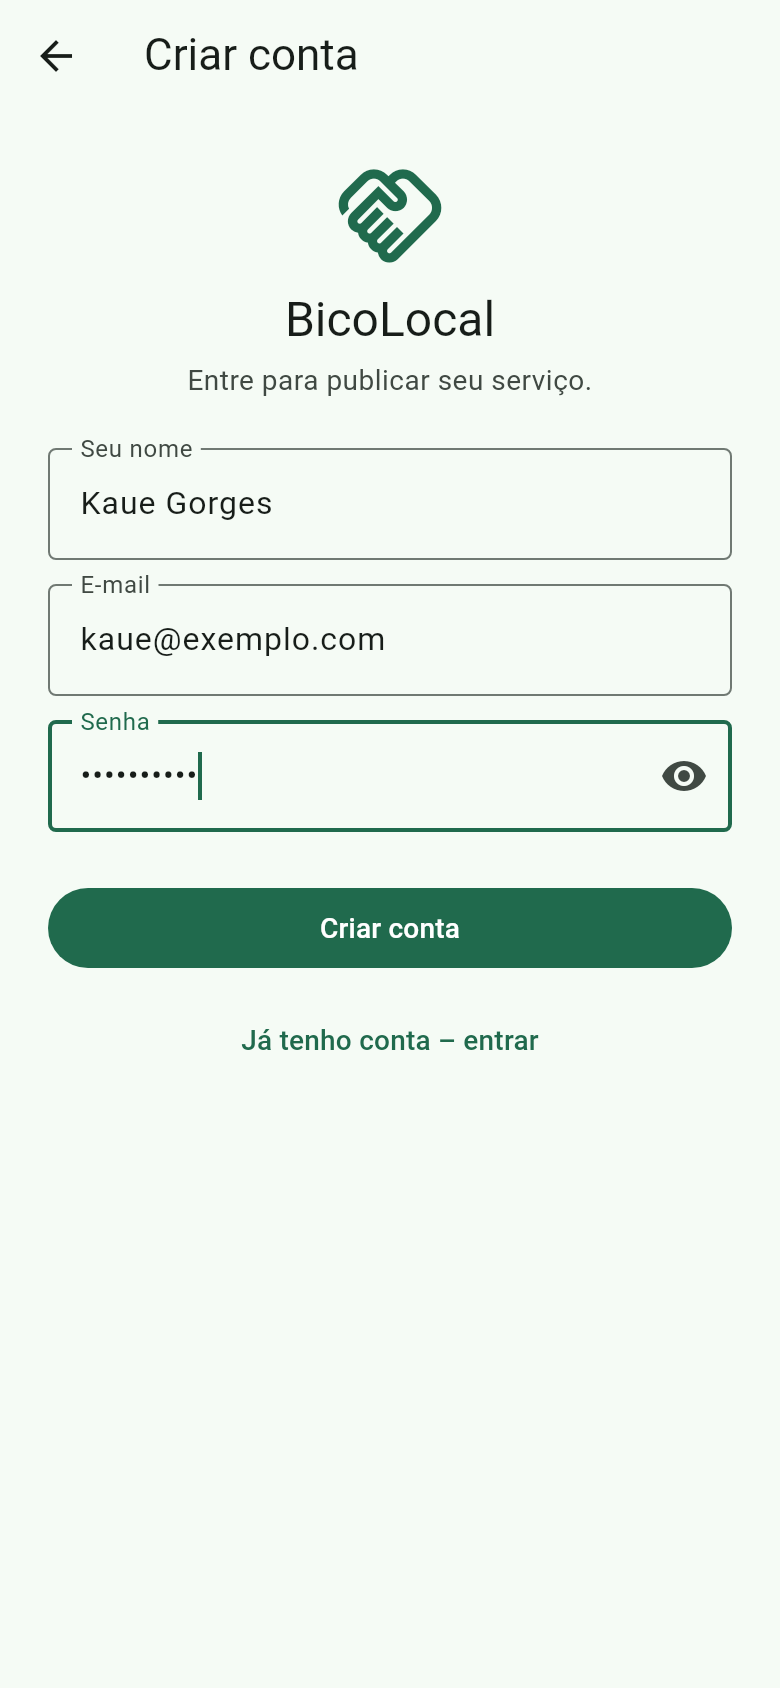 Criar conta
BicoLocal
Entre para publicar seu serviço.
Seu nome
Kaue Gorges
E-mail
kaue@exemplo.com
Senha
••••••••••
Criar conta
Já tenho conta – entrar